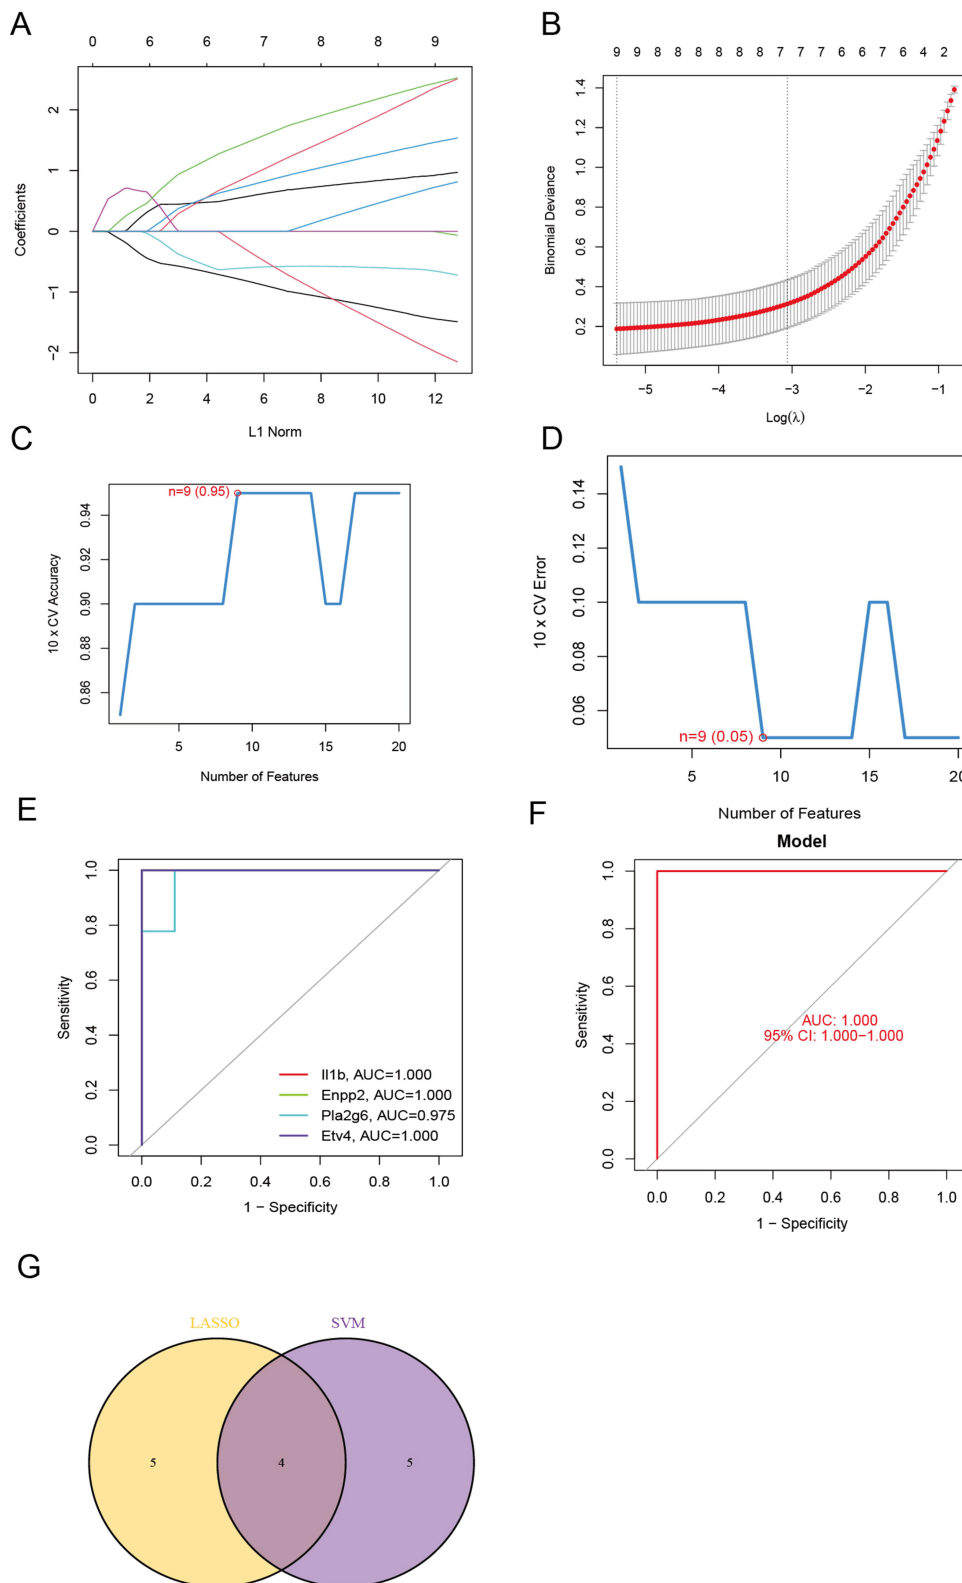 A
0 6 6 7 8 9
2
1
0
−1
−2
Coefficients
0 2 4 6 8 10 12
L1 Norm
B
9 9 8 8 8 8 8 8 7 7 7 6 6 7 6 4 2
1.4
1.2
1.0
0.8
0.6
0.4
0.2
Binomial Deviance
−5 −4 −3 −2 −1
Log(λ)
C
n=9 (0.95)
0.94
0.92
0.90
0.88
0.86
10 x CV Accuracy
5 10 15 20
Number of Features
D
0.14
0.12
0.10
0.08
0.06
10 x CV Error
n=9 (0.05)
5 10 15 20
Number of Features
E
1.0
0.8
0.6
0.4
0.2
0.0
Sensitivity
Il1b, AUC=1.000
Enpp2, AUC=1.000
Pla2g6, AUC=0.975
Etv4, AUC=1.000
0.0 0.2 0.4 0.6 0.8 1.0
1 − Specificity
F
Model
1.0
0.8
0.6
0.4
0.2
0.0
Sensitivity
AUC: 1.000
95% CI: 1.000−1.000
0.0 0.2 0.4 0.6 0.8 1.0
1 − Specificity
G
LASSO SVM
5 4 5